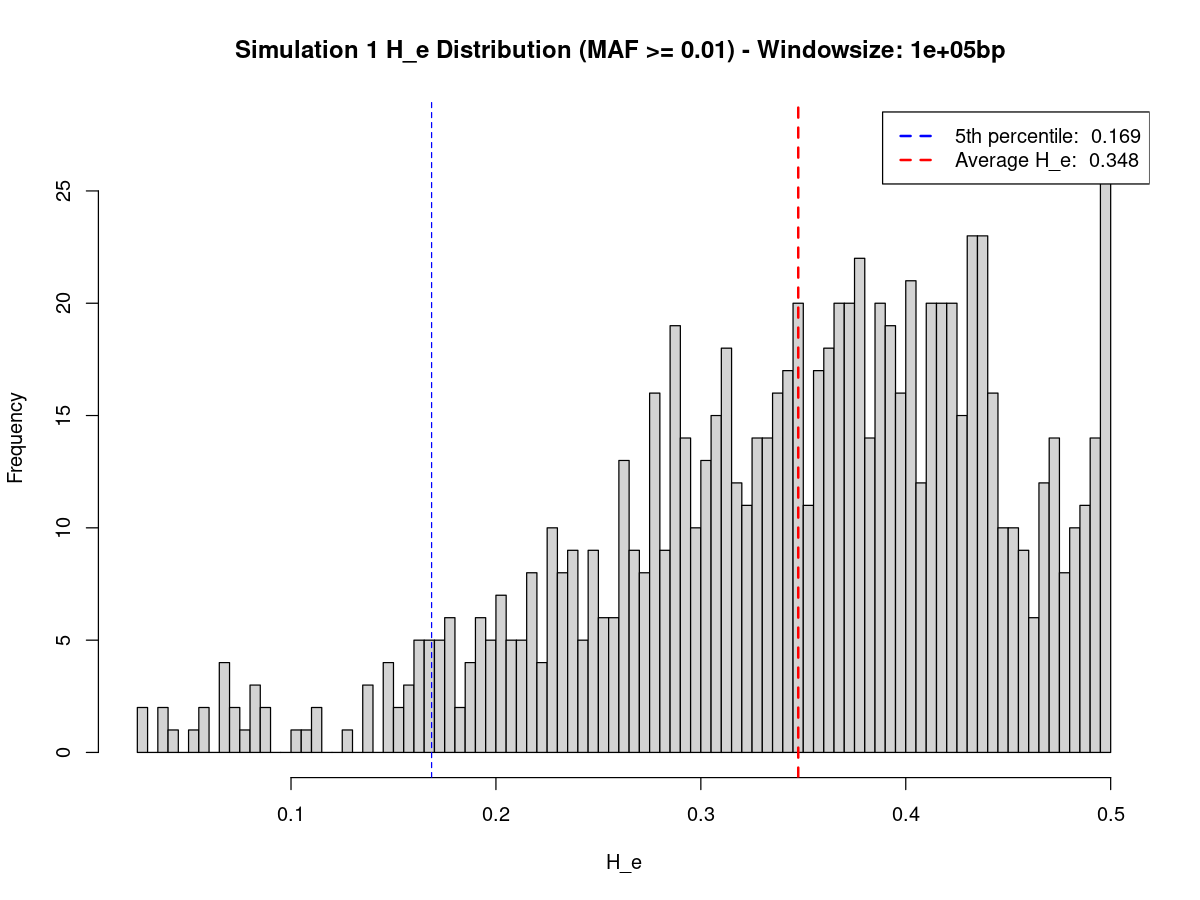 Simulation 1 H_e Distribution (MAF >= 0.01) - Windowsize: 1e+05bp
5th percentile:  0.169
Average H_e:  0.348
Frequency
25
20
15
10
5
0
0.1
0.2
0.3
0.4
0.5
H_e